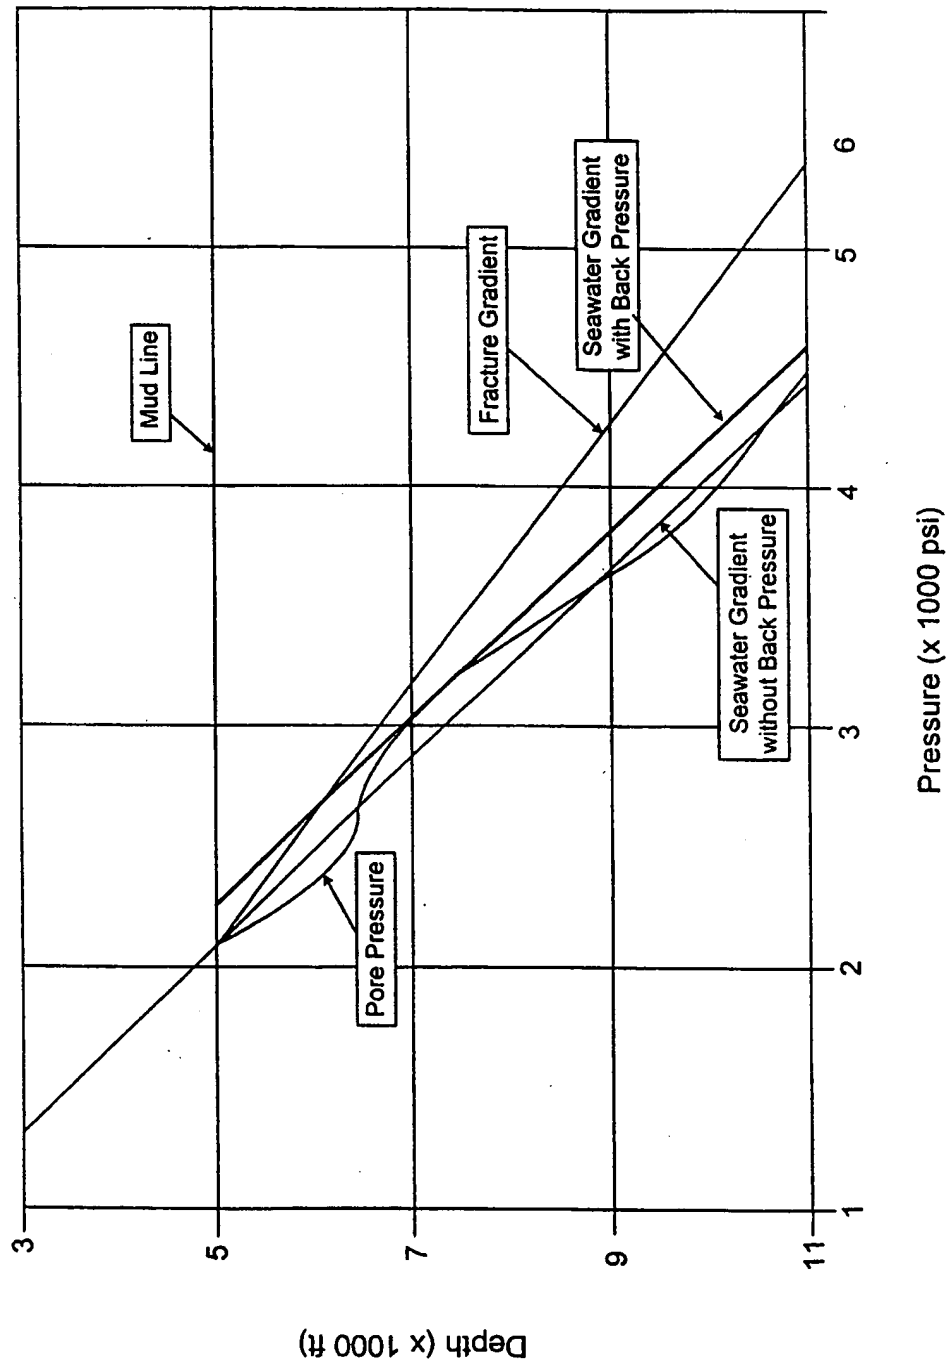 3
5
7
9
11
Depth (x 1000 ft)
1
2
3
4
5
6
Pressure (x 1000 psi)
Mud Line
Fracture Gradient
Seawater Gradient
with Back Pressure
Pore Pressure
Seawater Gradient
without Back Pressure